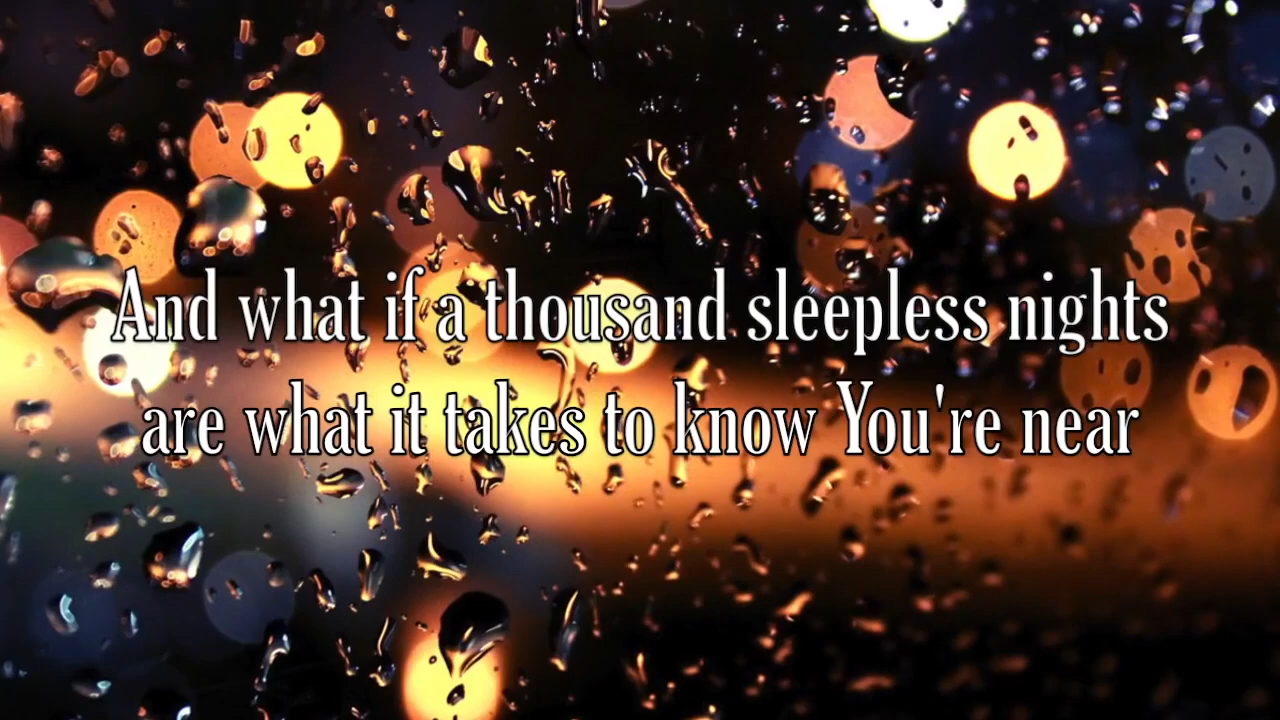 And what if a thousand sleepless nights
are what it takes to know You're near